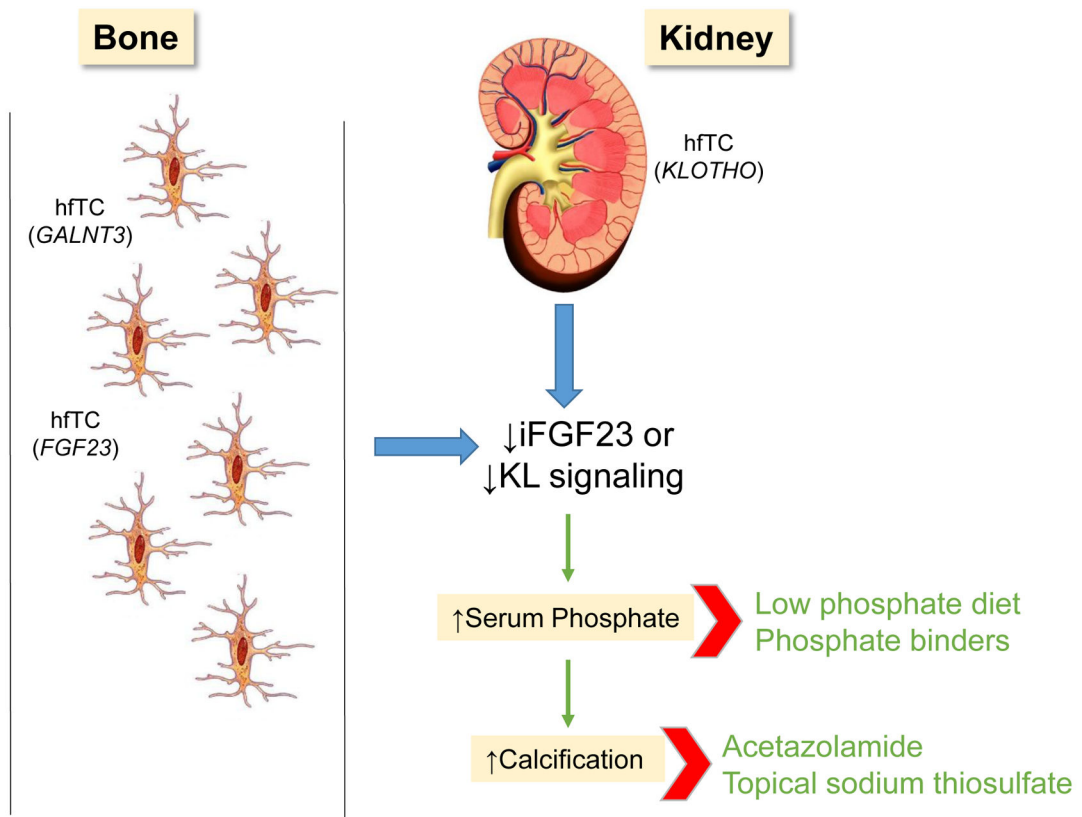 Bone
Kidney
hfTC
(KLOTHO)
hfTC
(GALNT3)
hfTC
(FGF23)
↓iFGF23 or
↓KL signaling
↑Serum Phosphate
Low phosphate diet
Phosphate binders
↑Calcification
Acetazolamide
Topical sodium thiosulfate